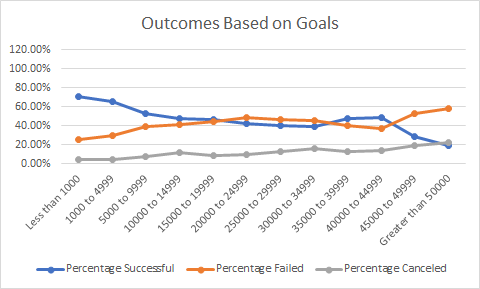 Outcomes Based on Goals
120.00%
100.00%
80.00%
60.00%
40.00%
20.00%
0.00%
Less than 1000
1000 to 4999
5000 to 9999
10000 to 14999
15000 to 19999
20000 to 24999
25000 to 29999
30000 to 34999
35000 to 39999
40000 to 44999
45000 to 49999
Greater than 50000
Percentage Successful
Percentage Failed
Percentage Canceled